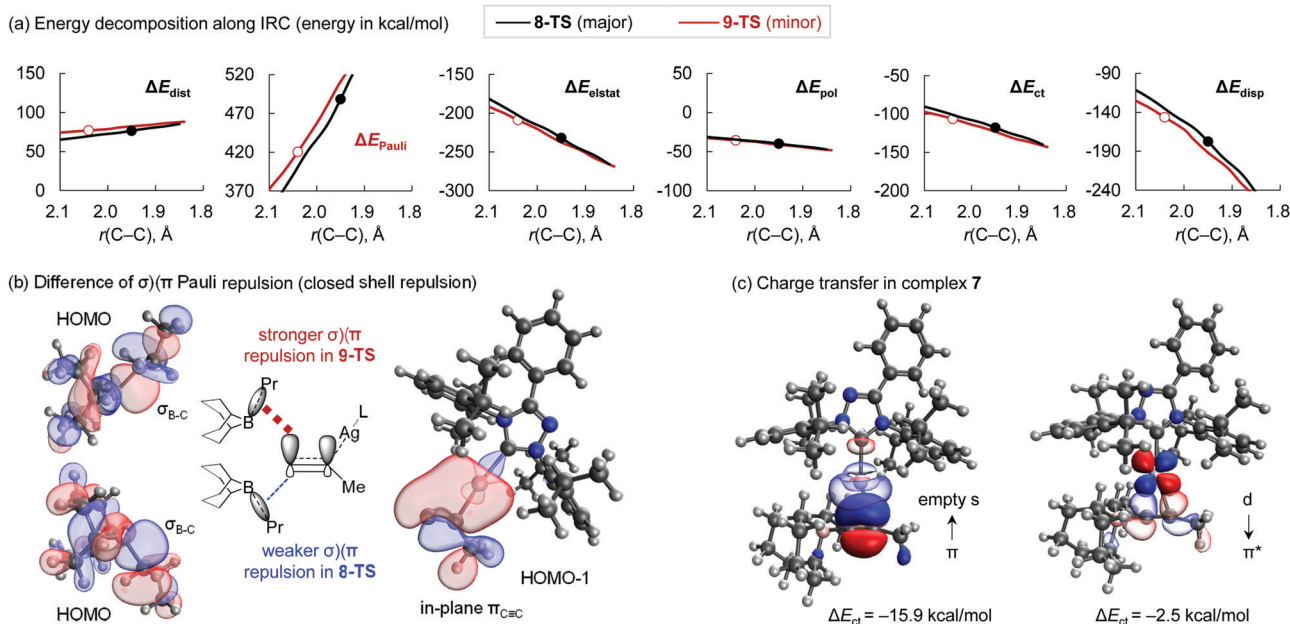 (a) Energy decomposition along IRC (energy in kcal/mol)
8-TS (major)
9-TS (minor)
150
100
50
0
2.1 2.0 1.9 1.8
r(C–C), Å
ΔE_dist
520
470
420
370
2.1 2.0 1.9 1.8
r(C–C), Å
ΔE_Pauli
-150
-200
-250
-300
2.1 2.0 1.9 1.8
r(C–C), Å
ΔE_elstat
50
0
-50
-100
2.1 2.0 1.9 1.8
r(C–C), Å
ΔE_pol
-50
-100
-150
-200
2.1 2.0 1.9 1.8
r(C–C), Å
ΔE_ct
-90
-140
-190
-240
2.1 2.0 1.9 1.8
r(C–C), Å
ΔE_disp
(b) Difference of σ)(π Pauli repulsion (closed shell repulsion)
HOMO
σB-C
σB-C
HOMO
stronger σ)(π
repulsion in 9-TS
Pr
B
L
Ag
Me
B
Pr
weaker σ)(π
repulsion in 8-TS
HOMO-1
in-plane πC≡C
(c) Charge transfer in complex 7
empty s
↑
π
ΔEct = –15.9 kcal/mol
d
↓
π*
ΔEct = –2.5 kcal/mol